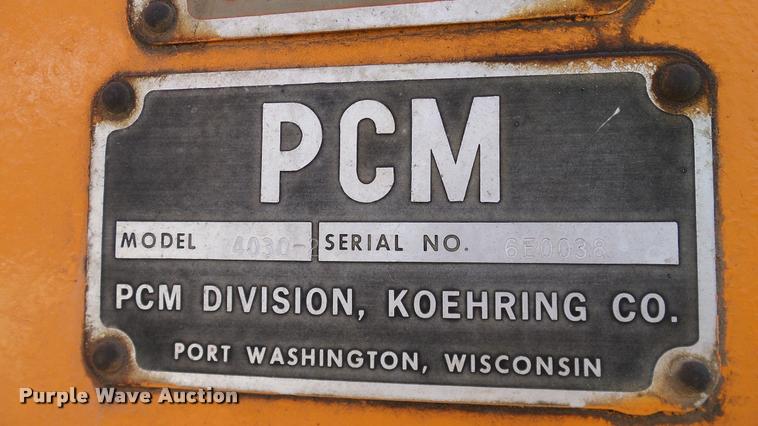 PCM
MODEL 4030-2 SERIAL NO. 6E0038
PCM DIVISION, KOEHRING CO.
PORT WASHINGTON, WISCONSIN
Purple Wave Auction